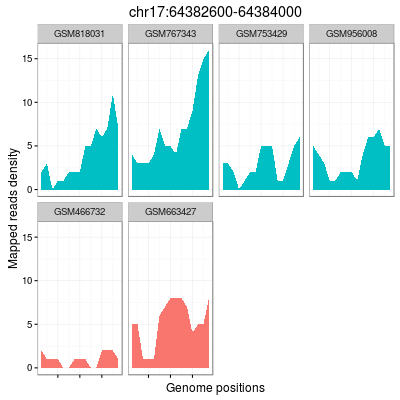 chr17:64382600-64384000
GSM818031 GSM767343 GSM753429 GSM956008
15
10
5
0
GSM466732 GSM663427
15
10
5
0
Mapped reads density
Genome positions